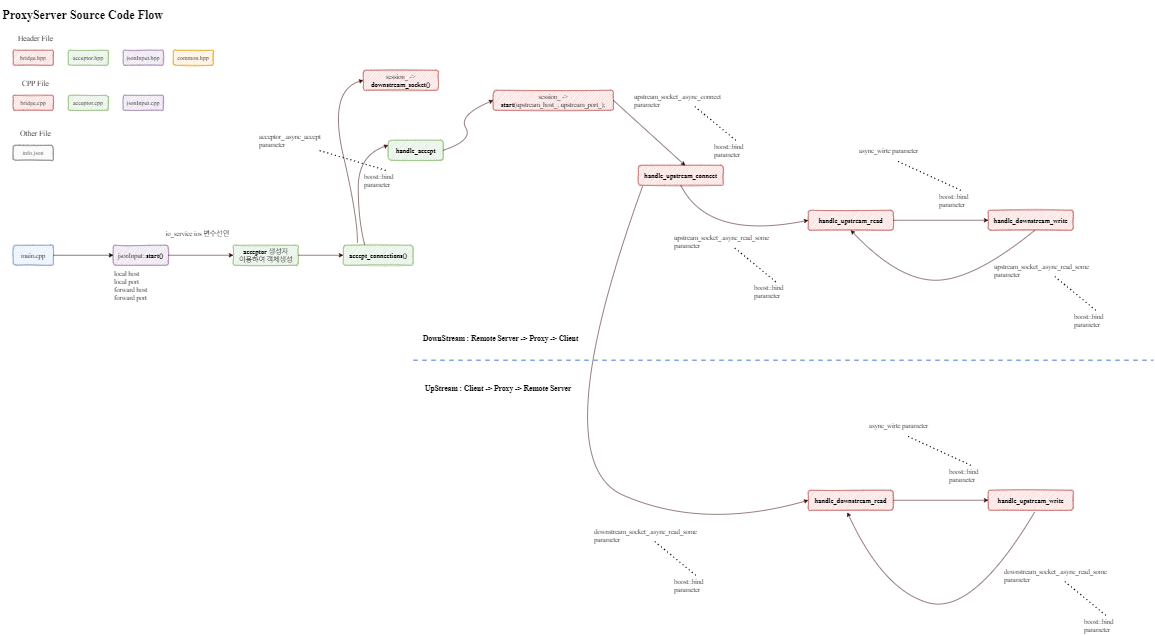 ProxyServer Source Code Flow
Header File
bridge.hpp
acceptor.hpp
jsonInput.hpp
common.hpp
CPP File
bridge.cpp
acceptor.cpp
jsonInput.cpp
Other File
info.json
session_ ->
downstream_socket()
session_ ->
start(upstream_host_, upstream_port_);
upstream_socket_.async_connect
parameter
acceptor_.async_accept
parameter
handle_accept
boost::bind
parameter
boost::bind
parameter
handle_upstream_connect
async_wirte parameter
boost::bind
parameter
handle_upstream_read
handle_downstream_write
io_service ios 변수선언
main.cpp
jsonInput: start()
acceptor 생성자
이용하여 객체생성
accept_connections()
local host
local port
forward host
forward port
upstream_socket_.async_read_some
parameter
boost::bind
parameter
upstream_socket_.async_read_some
parameter
boost::bind
parameter
DownStream : Remote Server -> Proxy -> Client
UpStream : Client -> Proxy -> Remote Server
async_wirte parameter
boost::bind
parameter
handle_downstream_read
handle_upstream_write
downstream_socket_.async_read_some
parameter
boost::bind
parameter
downstream_socket_.async_read_some
parameter
boost::bind
parameter